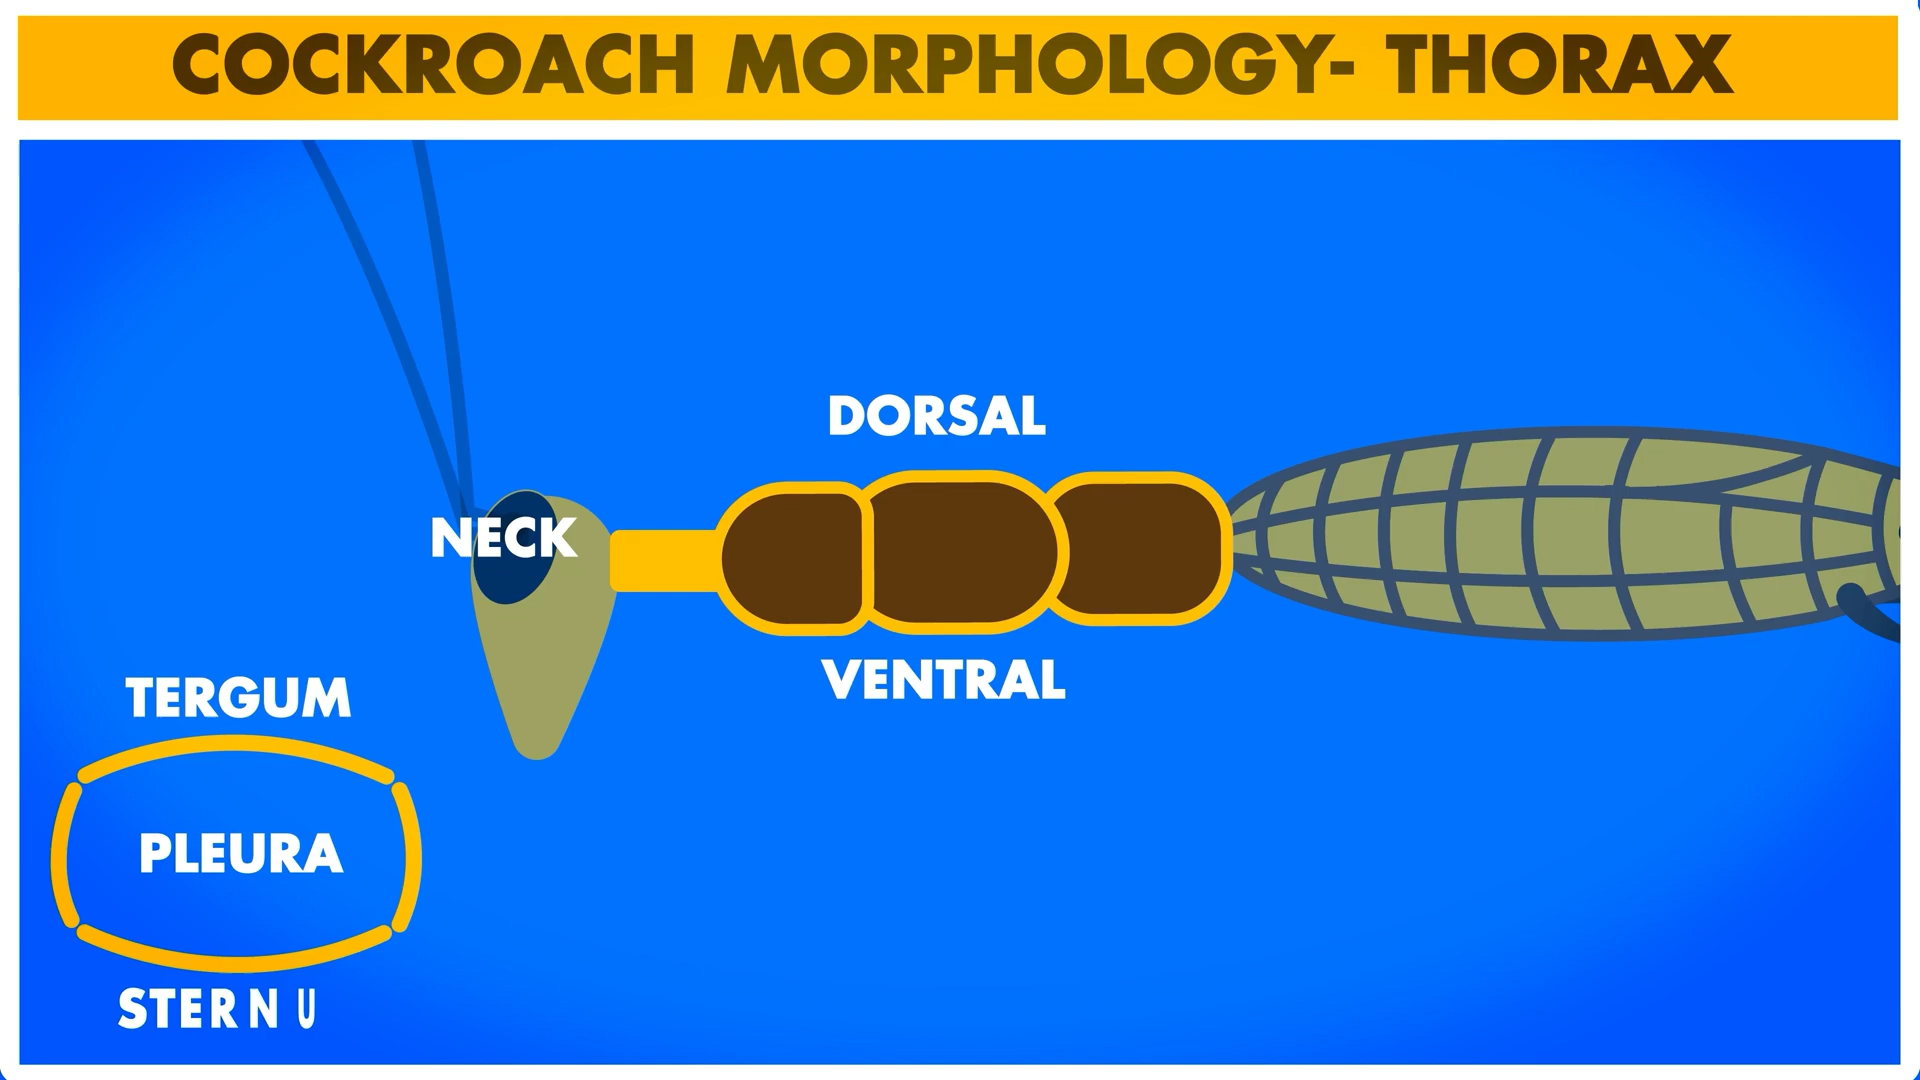 COCKROACH MORPHOLOGY- THORAX
DORSAL
NECK
VENTRAL
TERGUM
PLEURA
STERNU